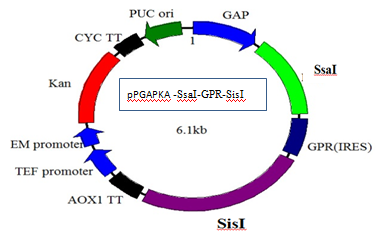 PUC ori
GAP
CYC TT
1
SsaI
Kan
pPGAPKA -SsaI-GPR-SisI
6.1kb
EM promoter
GPR(IRES)
TEF promoter
AOX1 TT
SisI